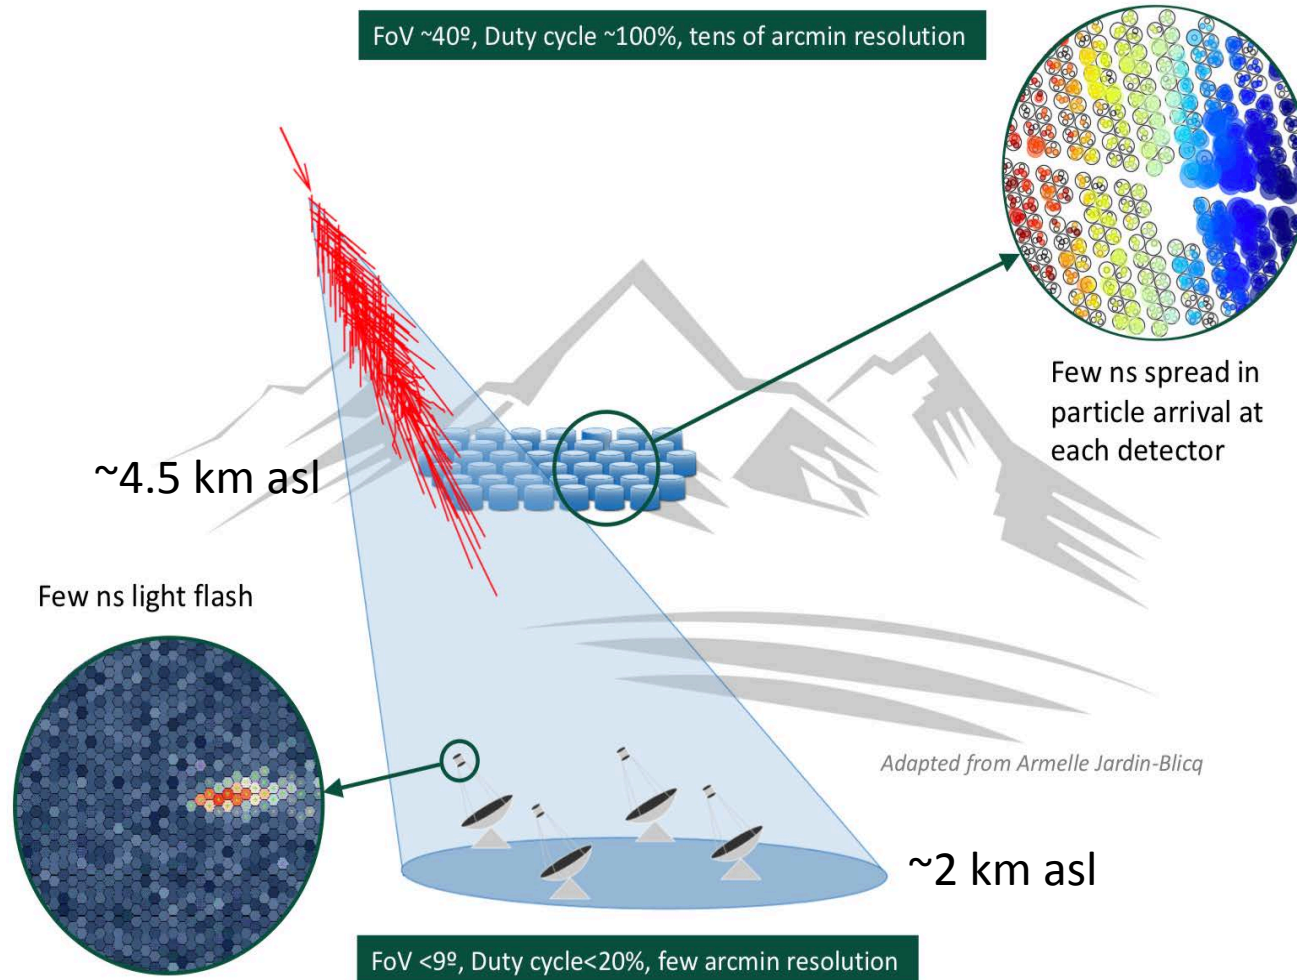 FoV ~40º, Duty cycle ~100%, tens of arcmin resolution
Few ns spread in
particle arrival at
each detector
~4.5 km asl
Few ns light flash
Adapted from Armelle Jardin-Blicq
~2 km asl
FoV <9º, Duty cycle<20%, few arcmin resolution